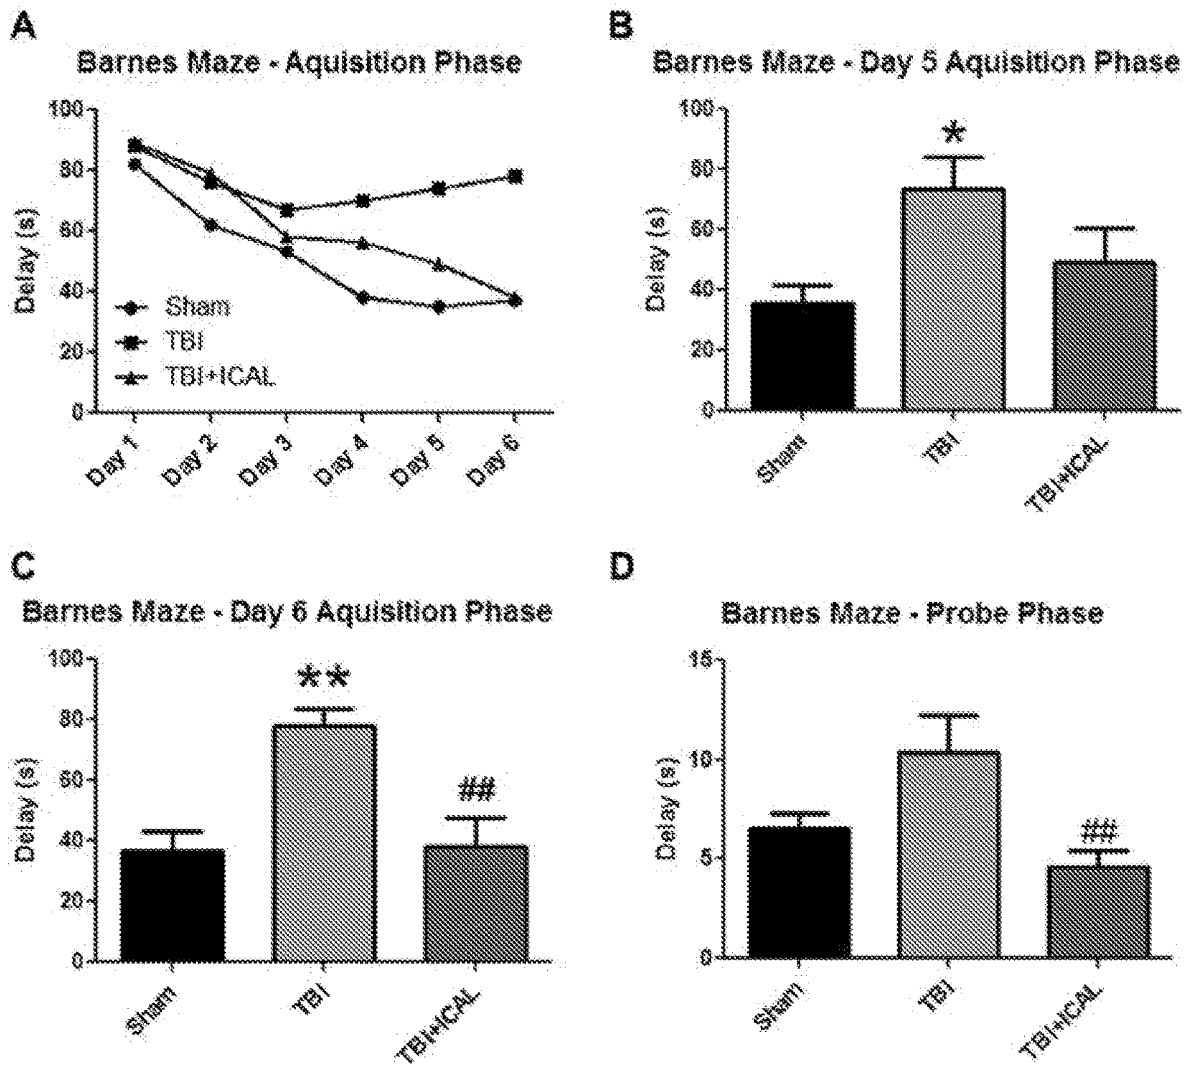 A
Barnes Maze - Aquisition Phase
100
80
60
40
20
0
Delay (s)
Sham
TBI
TBI+ICAL
Day 1
Day 2
Day 3
Day 4
Day 5
Day 6
B
Barnes Maze - Day 5 Aquisition Phase
100
80
60
40
20
0
Delay (s)
*
Sham
TBI
TBI+ICAL
C
Barnes Maze - Day 6 Aquisition Phase
100
80
60
40
20
0
Delay (s)
**
##
Sham
TBI
TBI+ICAL
D
Barnes Maze - Probe Phase
15
10
5
0
Delay (s)
##
Sham
TBI
TBI+ICAL